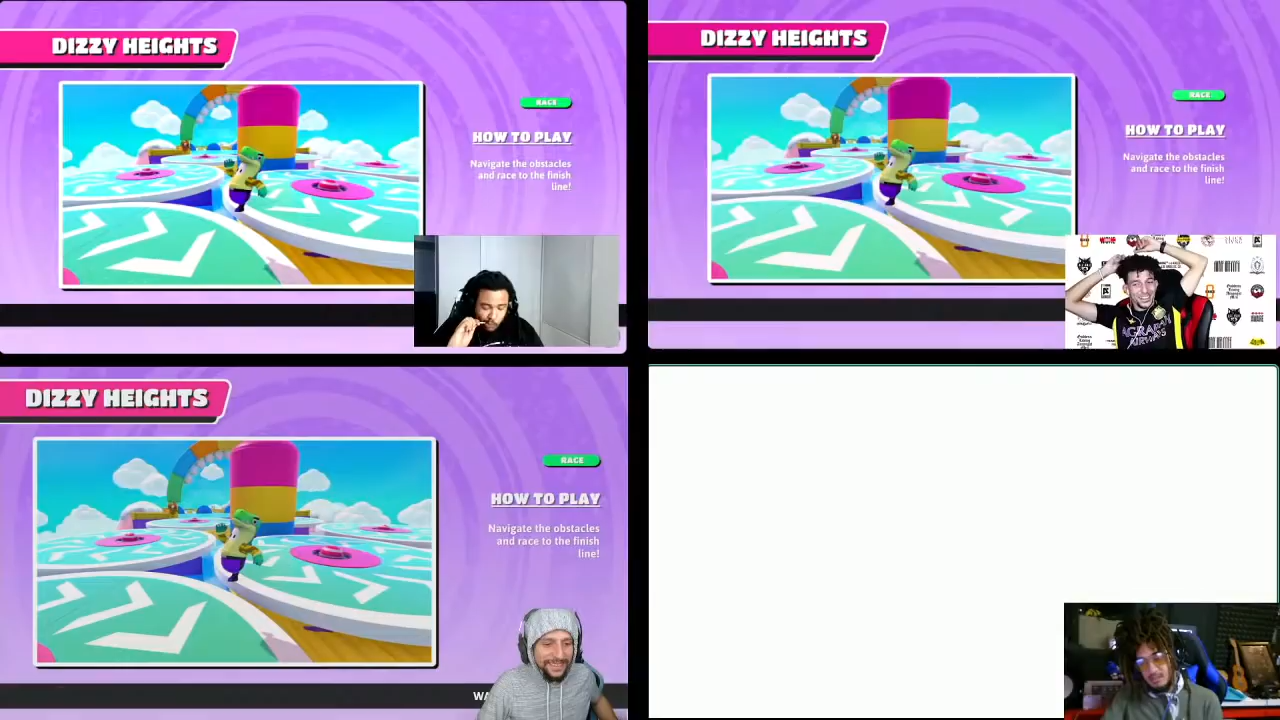 DIZZY HEIGHTS
RACE
HOW TO PLAY
Navigate the obstacles
and race to the finish
line!
DIZZY HEIGHTS
RACE
HOW TO PLAY
Navigate the obstacles
and race to the finish
line!
DIZZY HEIGHTS
RACE
HOW TO PLAY
Navigate the obstacles
and race to the finish
line!
WA